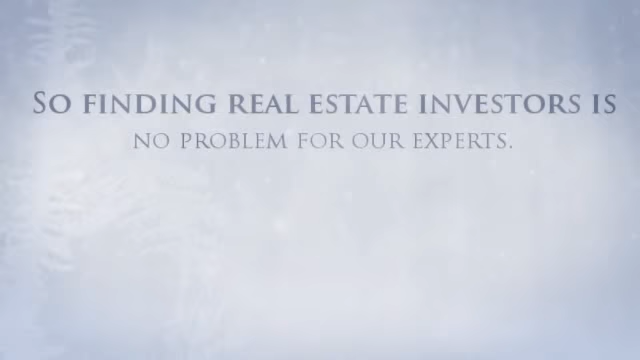 So finding real estate investors is
no problem for our experts.